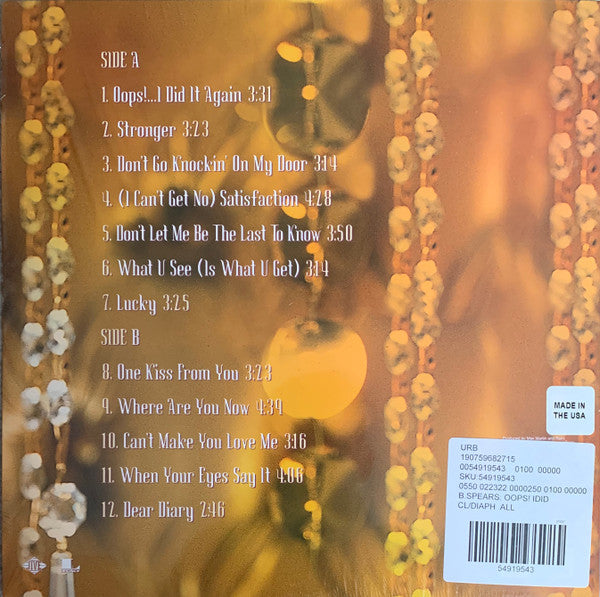 SIDE A
1. Oops!...I Did It Again 3:31
2. Stronger 3:23
3. Don't Go Knockin' On My Door 3:14
4. (I Can't Get No) Satisfaction 4:28
5. Don't Let Me Be The Last To Know 3:50
6. What U See (Is What U Get) 3:14
7. Lucky 3:25
SIDE B
8. One Kiss From You 3:23
9. Where Are You Now 4:39
10. Can't Make You Love Me 3:16
11. When Your Eyes Say It 4:06
12. Dear Diary 2:46
MADE IN
THE USA
URB
190759682715
0054919543 0100 00000
SKU:54919543
0550 022322 0000250 0100 00000
B.SPEARS: OOPS! IDID
CL/DIAPH ALL
54919543
JIVE